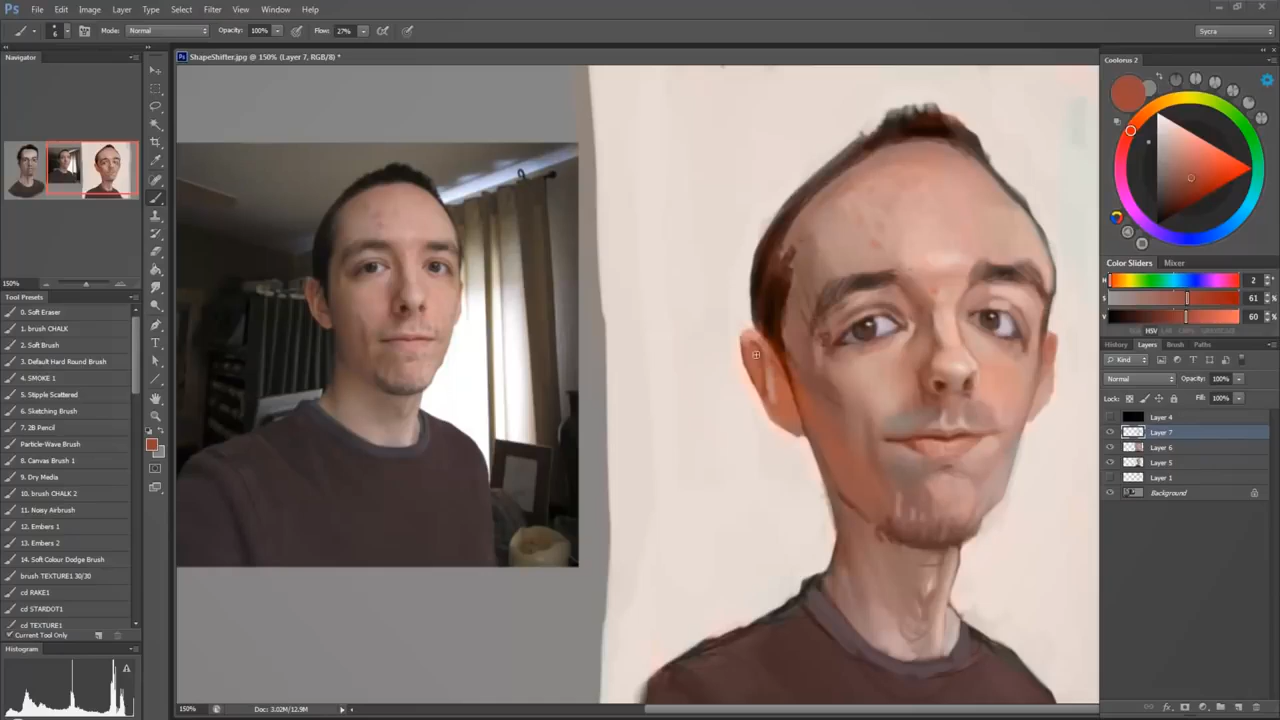 Ps File Edit Image Layer Type Select Filter Edit View Window Help
6 Mode: Normal Opacity: 100% Flow: 27% Sycra
Navigator
ShapeShifter.jpg @ 150% (Layer 7, RGB/8) *
Coolorus 2
150%
Tool Presets
0. Soft Eraser
1. brush CHALK
2. Soft Brush
3. Default Hard Round Brush
4. SMOKE 1
5. Stipple Scattered
6. Sketching Brush
7. 2B Pencil
Particle-Wave Brush
8. Canvas Brush 1
9. Dry Media
10. brush CHALK 2
11. Noisy Airbrush
12. Embers 1
13. Embers 2
14. Soft Colour Dodge Brush
brush TEXTURE1 30/30
cd RAKE1
cd STARDOT1
cd TEXTURE1
Current Tool Only
Histogram
Color Sliders Mixer
H 2
S 61 %
V 60 %
HSV
History Layers Brush Paths
Kind
Normal Opacity: 100%
Lock: Fill: 100%
Layer 4
Layer 7
Layer 6
Layer 5
Layer 1
Background
150% Doc: 3.02M/12.9M